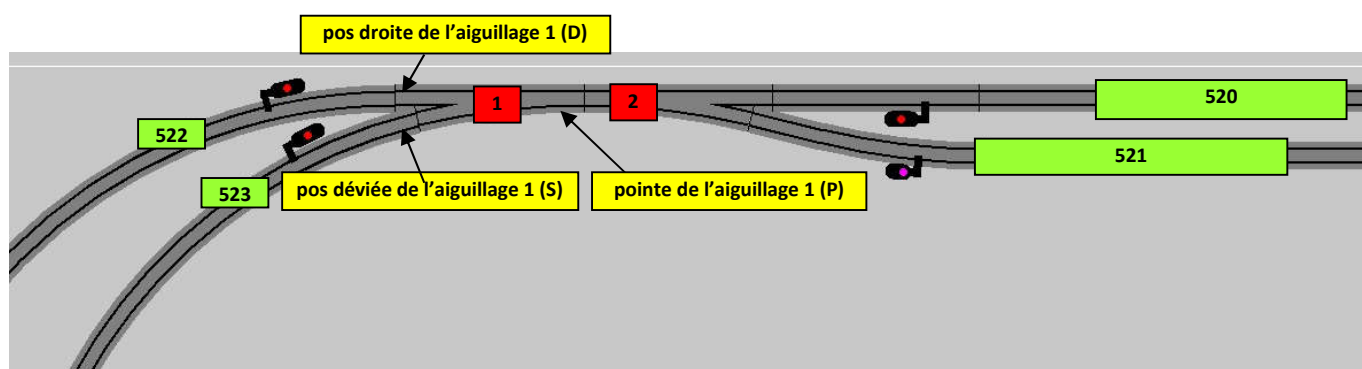 pos droite de l'aiguillage 1 (D)
1
2
520
522
521
523
pos déviée de l'aiguillage 1 (S)
pointe de l'aiguillage 1 (P)